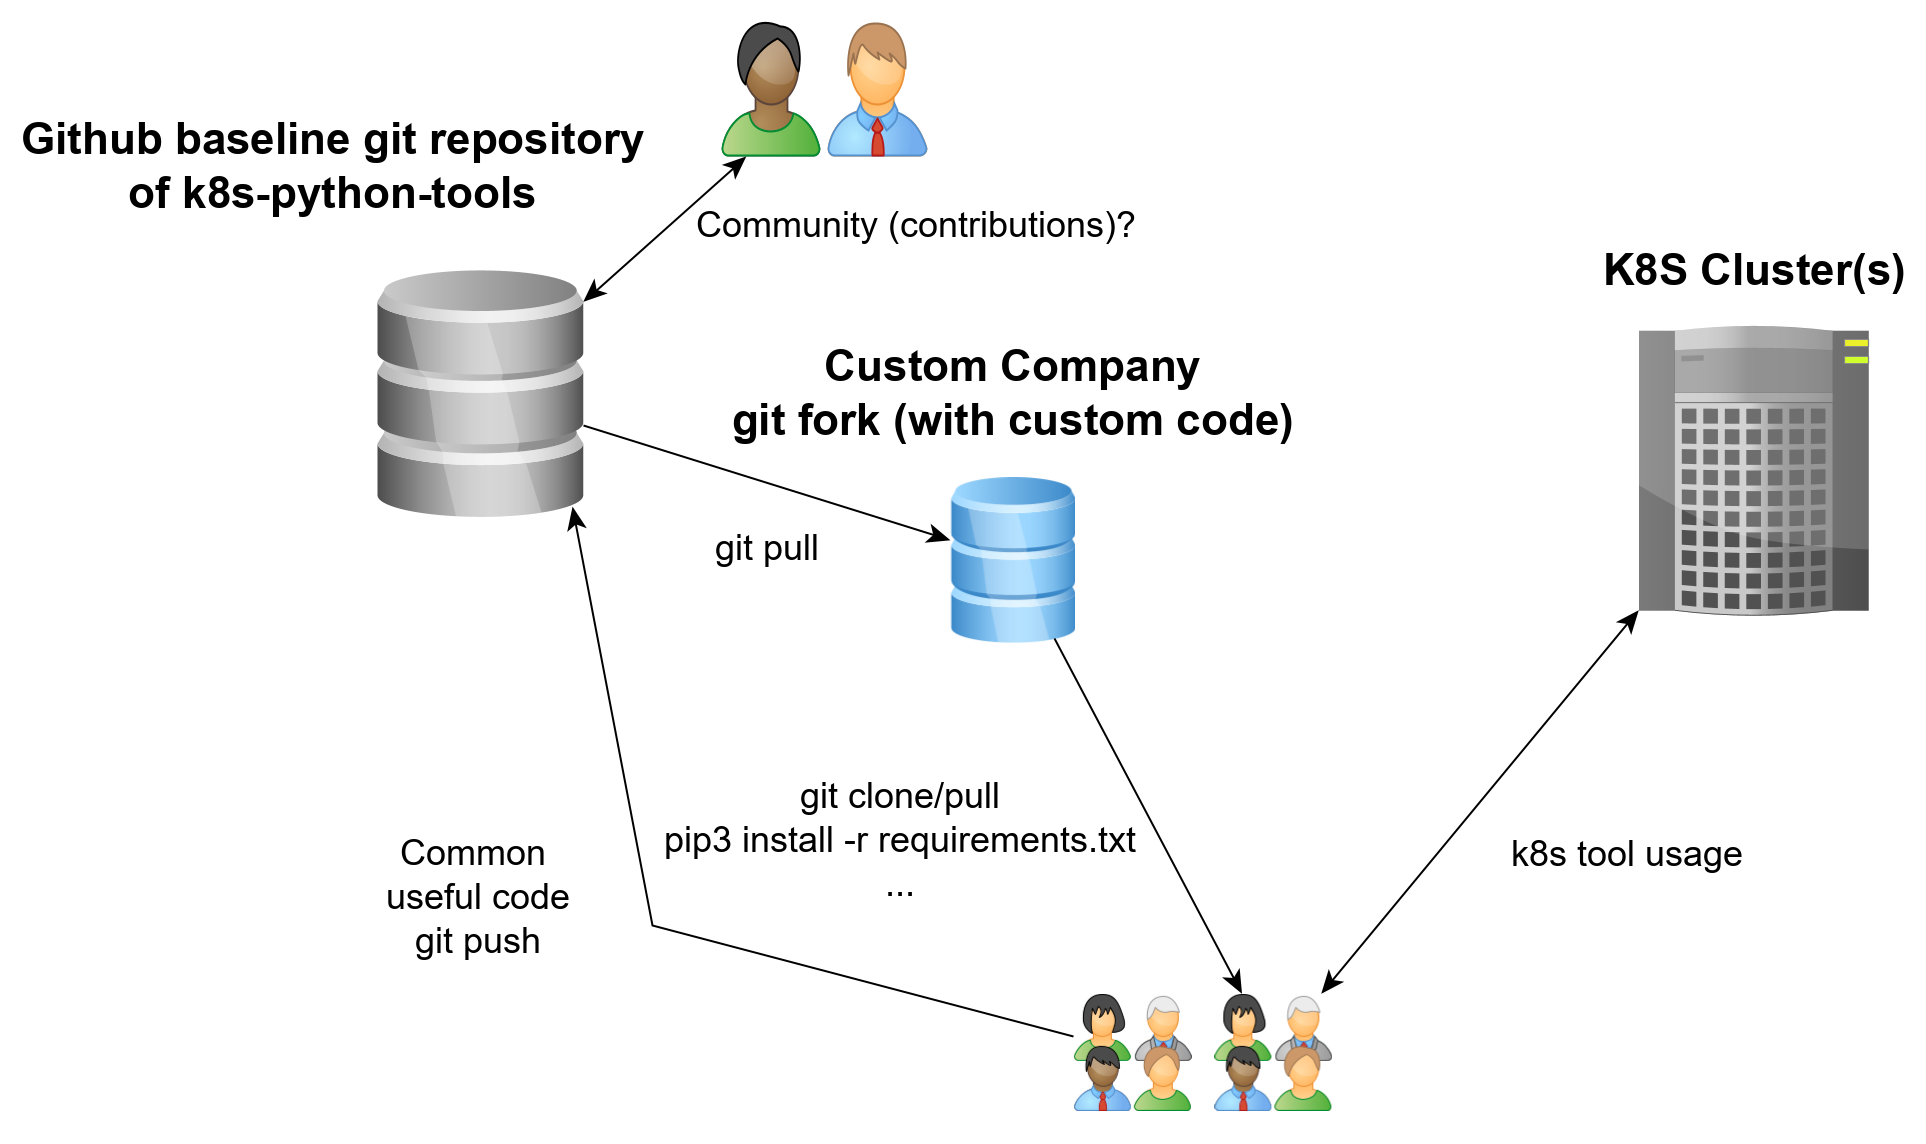 Github baseline git repository
of k8s-python-tools
Community (contributions)?
K8S Cluster(s)
Custom Company
git fork (with custom code)
git pull
git clone/pull
pip3 install -r requirements.txt
...
Common
useful code
git push
k8s tool usage